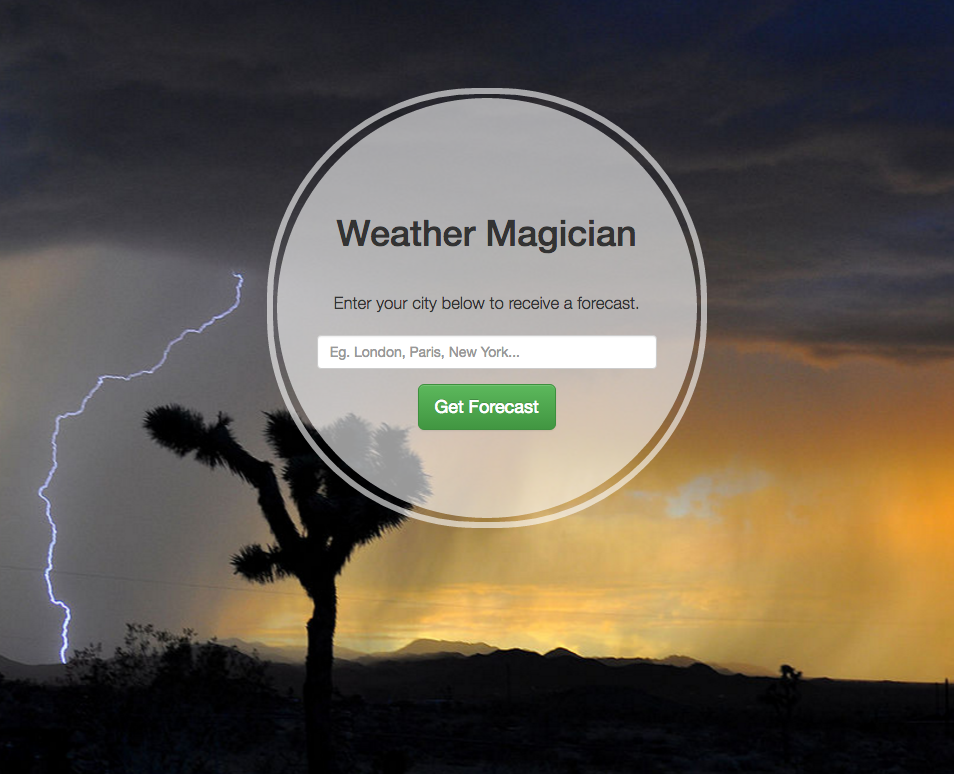 Weather Magician
Enter your city below to receive a forecast.
Eg. London, Paris, New York...
Get Forecast